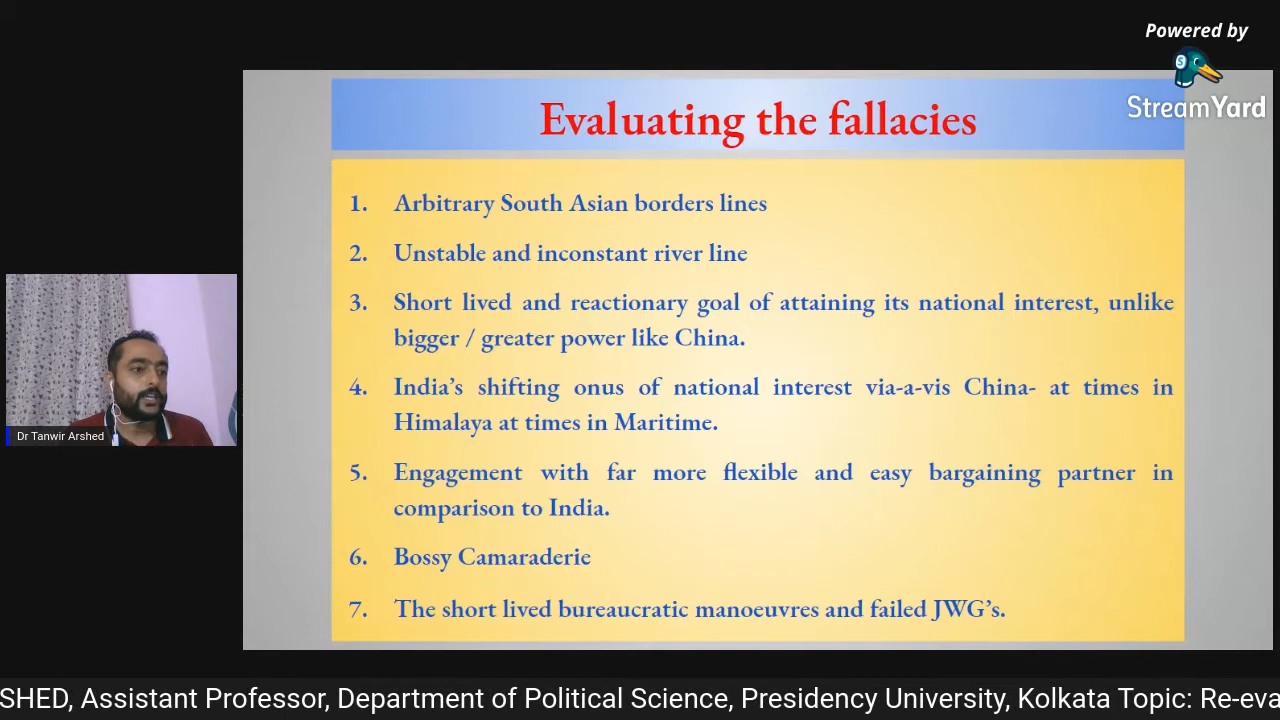 Powered by
StreamYard
Evaluating the fallacies
1. Arbitrary South Asian borders lines
2. Unstable and inconstant river line
3. Short lived and reactionary goal of attaining its national interest, unlike
bigger / greater power like China.
4. India's shifting onus of national interest via-a-vis China- at times in
Himalaya at times in Maritime.
5. Engagement with far more flexible and easy bargaining partner in
comparison to India.
6. Bossy Camaraderie
7. The short lived bureaucratic manoeuvres and failed JWG's.
Dr Tanwir Arshed
SHED, Assistant Professor, Department of Political Science, Presidency University, Kolkata Topic: Re-eva